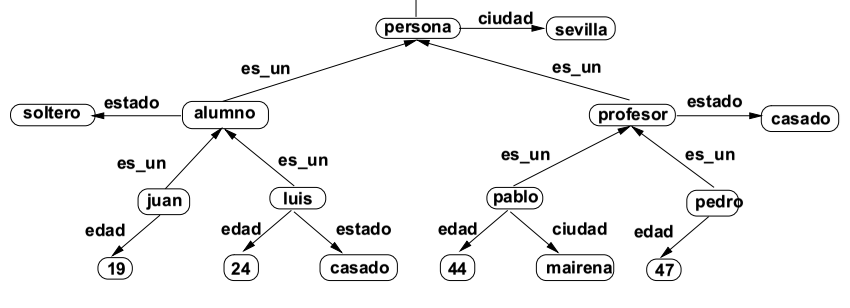 persona
ciudad
sevilla
es_un
es_un
soltero
estado
alumno
profesor
estado
casado
es_un
es_un
es_un
es_un
juan
luis
pablo
pedro
edad
edad
estado
edad
ciudad
edad
19
24
casado
44
mairena
47